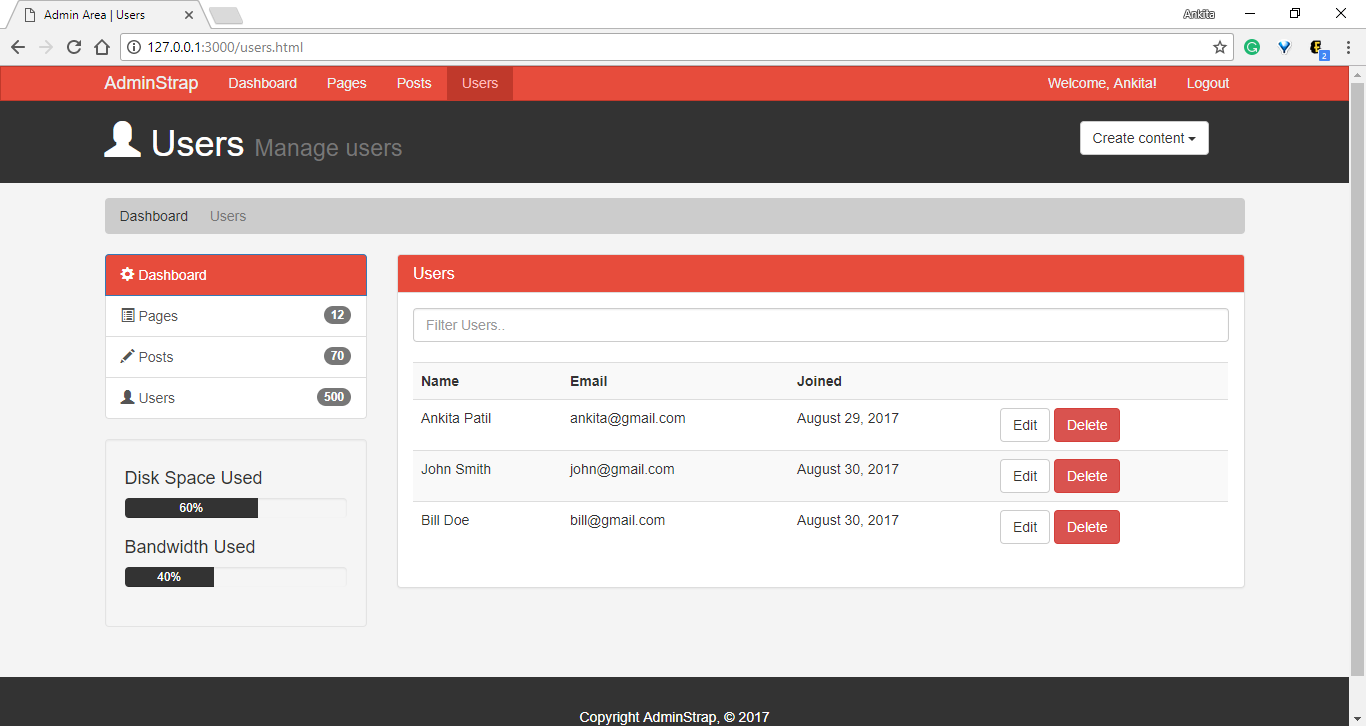 Admin Area | Users
Ankita
127.0.0.1:3000/users.html
2
AdminStrap Dashboard Pages Posts Users Welcome, Ankita! Logout
Users Manage users
Create content
Dashboard Users
Dashboard
Pages 12
Posts 70
Users 500
Disk Space Used
60%
Bandwidth Used
40%
Users
Filter Users..
Name Email Joined
Ankita Patil ankita@gmail.com August 29, 2017 Edit Delete
John Smith john@gmail.com August 30, 2017 Edit Delete
Bill Doe bill@gmail.com August 30, 2017 Edit Delete
Copyright AdminStrap, © 2017